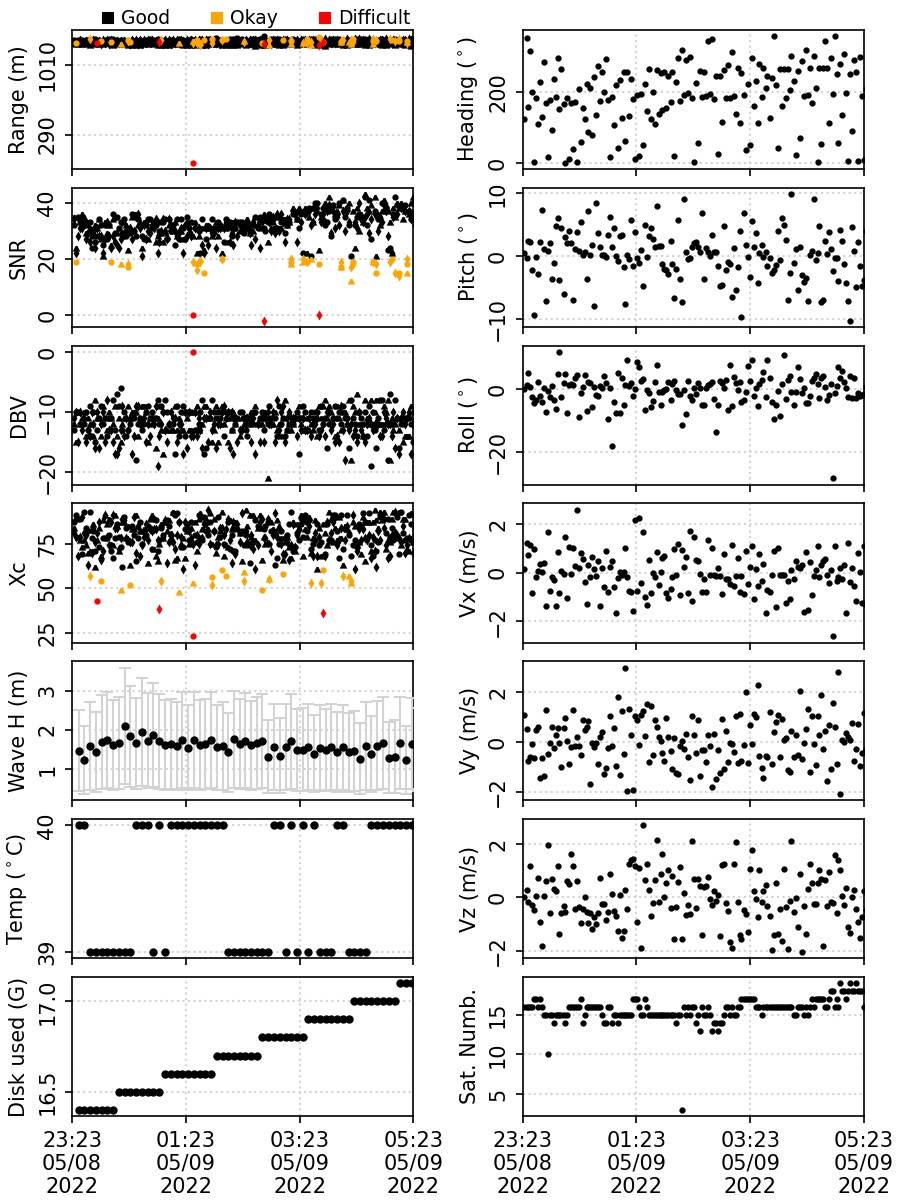 Good Okay Difficult
Range (m)
1010
290
Heading (°)
200
0
SNR
40
20
0
Pitch (°)
10
0
−10
DBV
0
−10
−20
Roll (°)
0
−20
Xc
75
50
25
Vx (m/s)
2
0
−2
Wave H (m)
3
2
1
Vy (m/s)
2
0
−2
Temp (°C)
40
39
Vz (m/s)
2
0
−2
Disk used (G)
17.0
16.5
Sat. Numb.
15
10
5
23:23 01:23 03:23 05:23
05/08 05/09 05/09 05/09
2022 2022 2022 2022
23:23 01:23 03:23 05:23
05/08 05/09 05/09 05/09
2022 2022 2022 2022